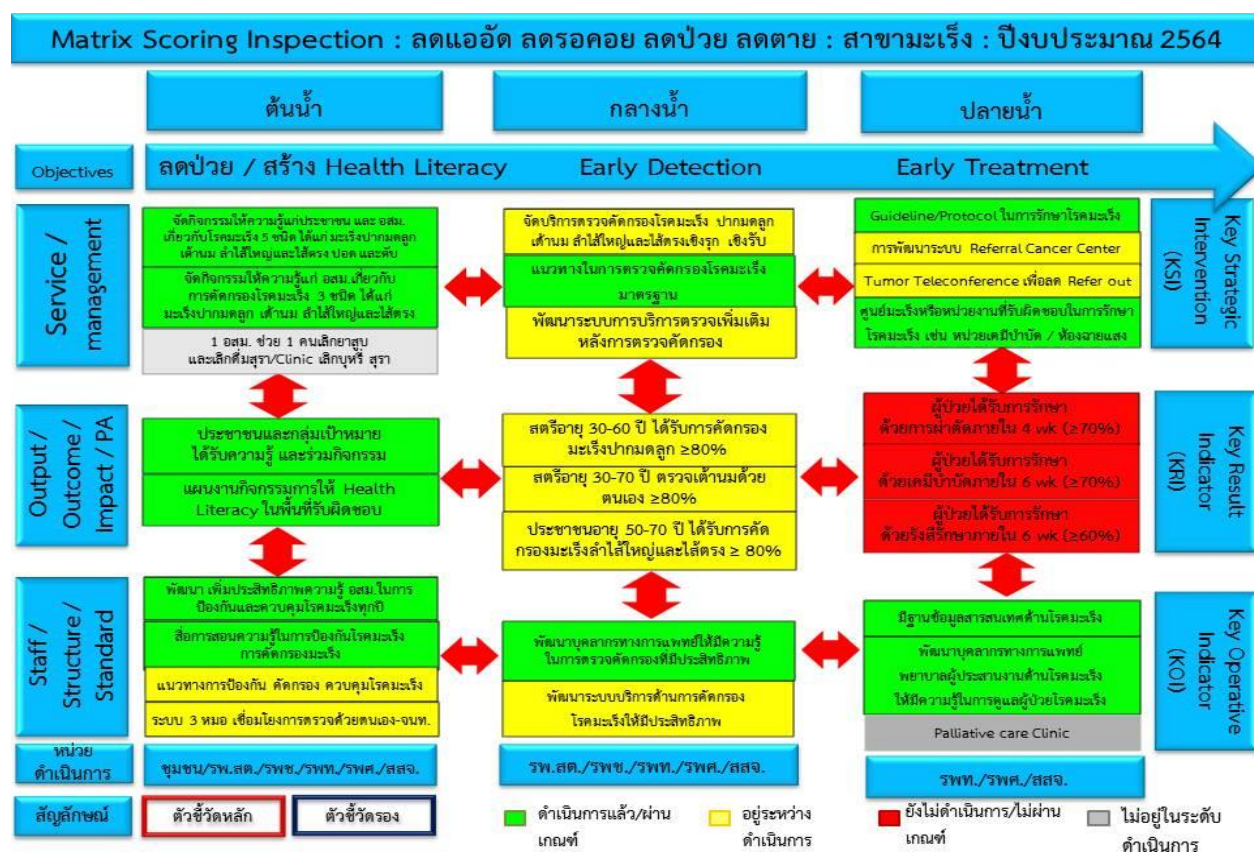 Matrix Scoring Inspection : ลดแออัด ลดรอคอย ลดป่วย ลดตาย : สาขามะเร็ง : ปีงบประมาณ 2564
ต้นน้ำ
กลางน้ำ
ปลายน้ำ
Objectives
ลดป่วย / สร้าง Health Literacy
Early Detection
Early Treatment
Service /
management
จัดกิจกรรมให้ความรู้แก่ประชาชน และ อสม.
เกี่ยวกับโรคมะเร็ง 5 ชนิด ได้แก่ มะเร็งปากมดลูก
เต้านม ลำไส้ใหญ่และไส้ตรง ปอด และตับ
จัดกิจกรรมให้ความรู้แก่ อสม.เกี่ยวกับ
การคัดกรองโรคมะเร็ง 3 ชนิด ได้แก่
มะเร็งปากมดลูก เต้านม ลำไส้ใหญ่และไส้ตรง
1 อสม. ช่วย 1 คนเลิกยาสูบ
และเลิกดื่มสุรา/Clinic เลิกบุหรี่ สุรา
จัดบริการตรวจคัดกรองโรคมะเร็ง ปากมดลูก
เต้านม ลำไส้ใหญ่และไส้ตรงเชิงรุก เชิงรับ
แนวทางในการตรวจคัดกรองโรคมะเร็ง
มาตรฐาน
พัฒนาระบบการบริการตรวจเพิ่มเติม
หลังการตรวจคัดกรอง
Guideline/Protocol ในการรักษาโรคมะเร็ง
การพัฒนาระบบ Referral Cancer Center
Tumor Teleconference เพื่อลด Refer out
ศูนย์มะเร็งหรือหน่วยงานที่รับผิดชอบในการรักษา
โรคมะเร็ง เช่น หน่วยเคมีบำบัด / ห้องฉายแสง
Key Strategic
Intervention
(KSI)
Output /
Outcome /
Impact / PA
ประชาชนและกลุ่มเป้าหมาย
ได้รับความรู้ และร่วมกิจกรรม
แผนงานกิจกรรมการให้ Health
Literacy ในพื้นที่รับผิดชอบ
สตรีอายุ 30-60 ปี ได้รับการคัดกรอง
มะเร็งปากมดลูก ≥80%
สตรีอายุ 30-70 ปี ตรวจเต้านมด้วย
ตนเอง ≥80%
ประชาชนอายุ 50-70 ปี ได้รับการคัด
กรองมะเร็งลำไส้ใหญ่และไส้ตรง ≥ 80%
ผู้ป่วยได้รับการรักษา
ด้วยการผ่าตัดภายใน 4 wk (≥70%)
ผู้ป่วยได้รับการรักษา
ด้วยเคมีบำบัดภายใน 6 wk (≥70%)
ผู้ป่วยได้รับการรักษา
ด้วยรังสีรักษาภายใน 6 wk (≥60%)
Key Result
Indicator
(KRI)
Staff /
Structure /
Standard
พัฒนา เพิ่มประสิทธิภาพความรู้ อสม.ในการ
ป้องกันและควบคุมโรคมะเร็งทุกปี
สื่อการสอนความรู้ในการป้องกันโรคมะเร็ง
การคัดกรองมะเร็ง
แนวทางการป้องกัน คัดกรอง ควบคุมโรคมะเร็ง
ระบบ 3 หมอ เชื่อมโยงการตรวจด้วยตนเอง-จนท.
พัฒนาบุคลากรทางการแพทย์ให้มีความรู้
ในการตรวจคัดกรองที่มีประสิทธิภาพ
พัฒนาระบบบริการด้านการคัดกรอง
โรคมะเร็งให้มีประสิทธิภาพ
มีฐานข้อมูลสารสนเทศด้านโรคมะเร็ง
พัฒนาบุคลากรทางการแพทย์
พยาบาลผู้ประสานงานด้านโรคมะเร็ง
ให้มีความรู้ในการดูแลผู้ป่วยโรคมะเร็ง
Palliative care Clinic
Key Operative
Indicator
(KOI)
หน่วย
ดำเนินการ
ชุมชน/รพ.สต./รพช./รพท./รพศ./สสจ.
รพ.สต./รพช./รพท./รพศ./สสจ.
รพท./รพศ./สสจ.
สัญลักษณ์
ตัวชี้วัดหลัก
ตัวชี้วัดรอง
ดำเนินการแล้ว/ผ่าน
เกณฑ์
อยู่ระหว่าง
ดำเนินการ
ยังไม่ดำเนินการ/ไม่ผ่าน
เกณฑ์
ไม่อยู่ในระดับ
ดำเนินการ